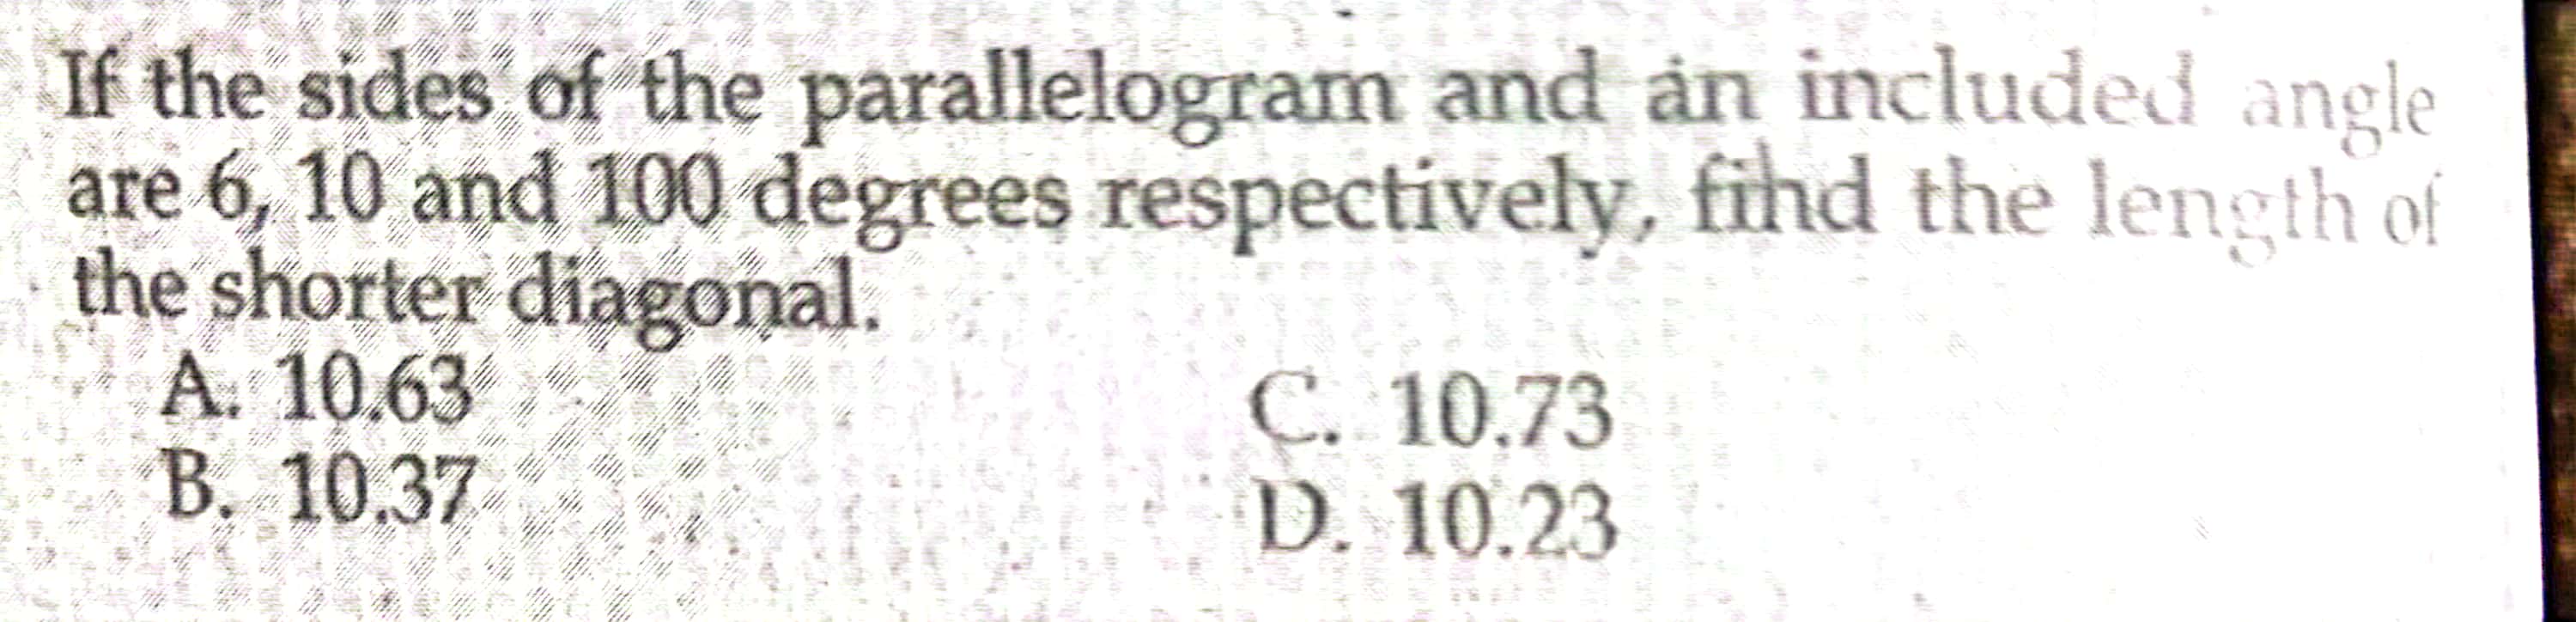 If the sides of the parallelogram and an included angle
are 6, 10 and 100 degrees respectively, find the length of
the shorter diagonal.
A. 10.63
C. 10.73
B. 10.37
D. 10.23